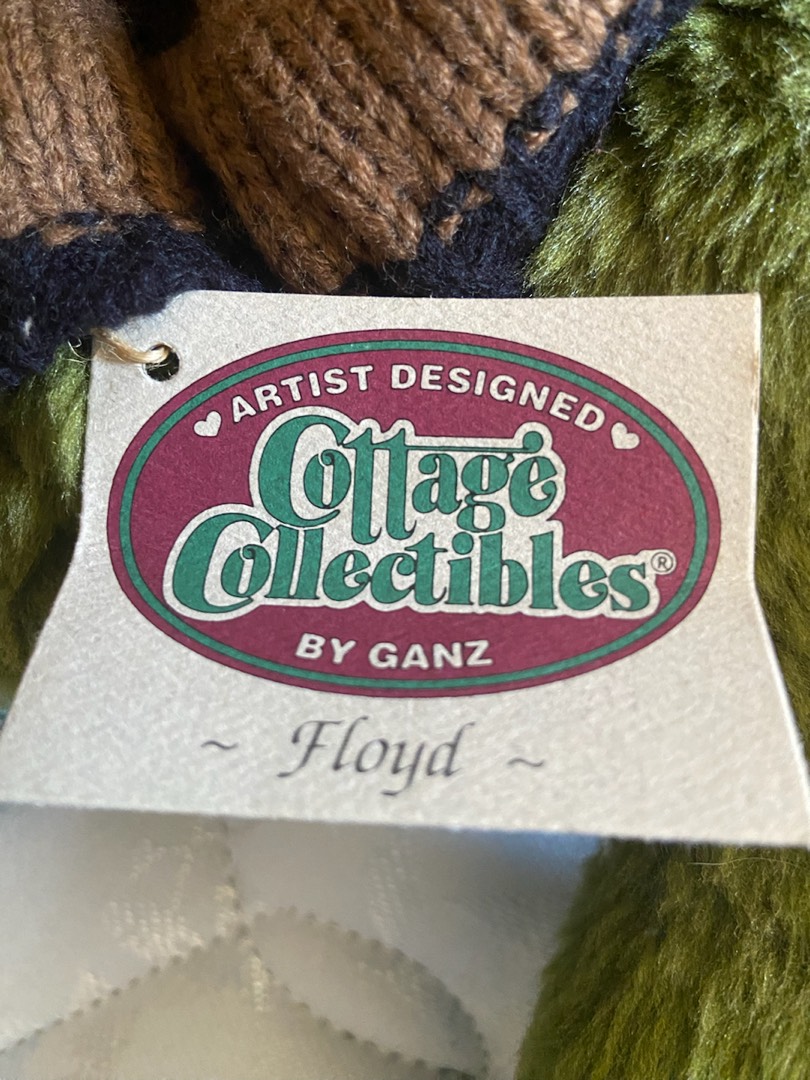 ARTIST DESIGNED
Cottage
Collectibles®
BY GANZ
~ Floyd ~